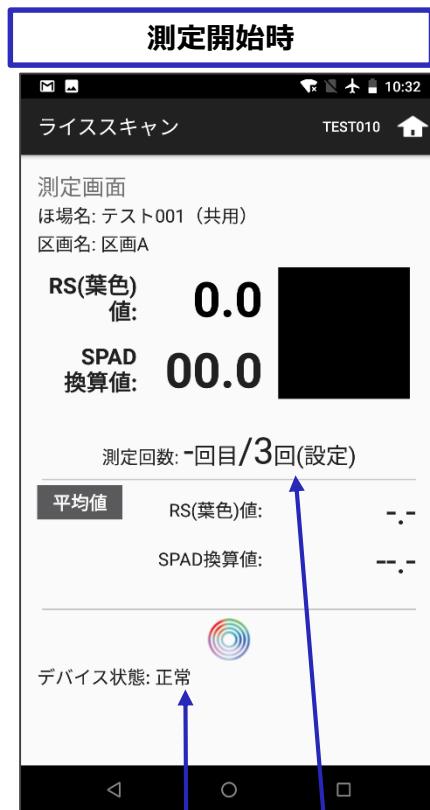 測定開始時
10:32
ライススキャン
TEST010
測定画面
ほ場名: テスト001（共用）
区画名: 区画A
RS(葉色)
値:
0.0
SPAD
換算値:
00.0
測定回数: -回目/3回(設定)
平均値
RS(葉色)値:
-.-
SPAD換算値:
--.-
デバイス状態: 正常